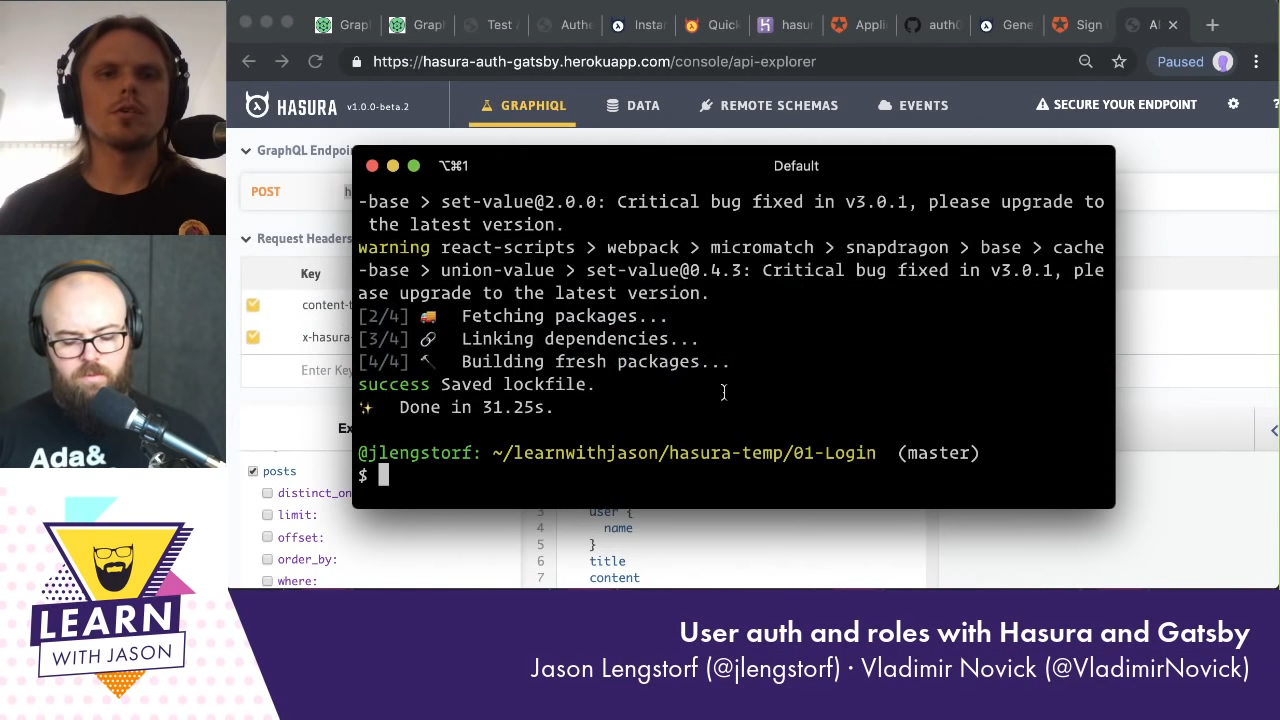 Grap
Grap
Test A
Authe
Instar
Quick
hasur
Applic
auth0
Gene
Sign
AP
Paused
https://hasura-auth-gatsby.herokuapp.com/console/api-explorer
HASURA v1.0.0-beta.2
GRAPHIQL
DATA
REMOTE SCHEMAS
EVENTS
SECURE YOUR ENDPOINT
GraphQL Endpoi
POST
h
Request Headers
Key
content-t
x-hasura
Enter Key
Ex
posts
distinct_on
limit:
offset:
order_by:
where:
⌥⌘1
Default
-base > set-value@2.0.0: Critical bug fixed in v3.0.1, please upgrade to
the latest version.
warning react-scripts > webpack > micromatch > snapdragon > base > cache
-base > union-value > set-value@0.4.3: Critical bug fixed in v3.0.1, ple
ase upgrade to the latest version.
[2/4] 🚚 Fetching packages...
[3/4] 🔗 Linking dependencies...
[4/4] 🔨 Building fresh packages...
success Saved lockfile.
✨ Done in 31.25s.
@jlengstorf: ~/learnwithjason/hasura-temp/01-Login (master)
$
3 user {
4 name
5 }
6 title
7 content
Ada&
LEARN
WITH JASON
User auth and roles with Hasura and Gatsby
Jason Lengstorf (@jlengstorf) · Vladimir Novick (@VladimirNovick)